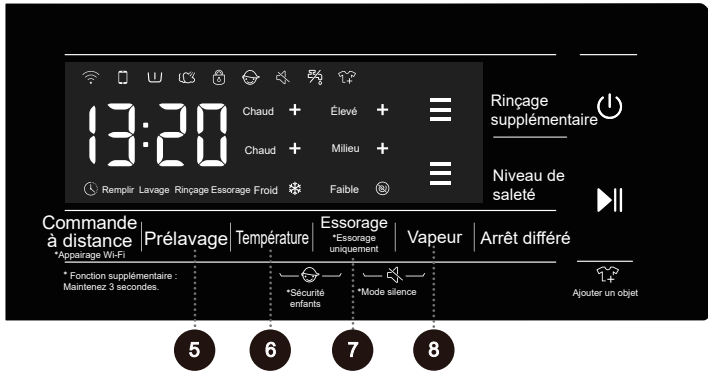 13:20
Chaud + Élevé +
Chaud + Milieu +
Remplir Lavage Rinçage Essorage Froid Faible
Rinçage
supplémentaire
Niveau de
saleté
Commande
à distance
*Appairage Wi-Fi
Prélavage
Température
Essorage
*Essorage
uniquement
Vapeur
Arrêt différé
* Fonction supplémentaire :
Maintenez 3 secondes.
*Sécurité
enfants
*Mode silence
Ajouter un objet
5 6 7 8